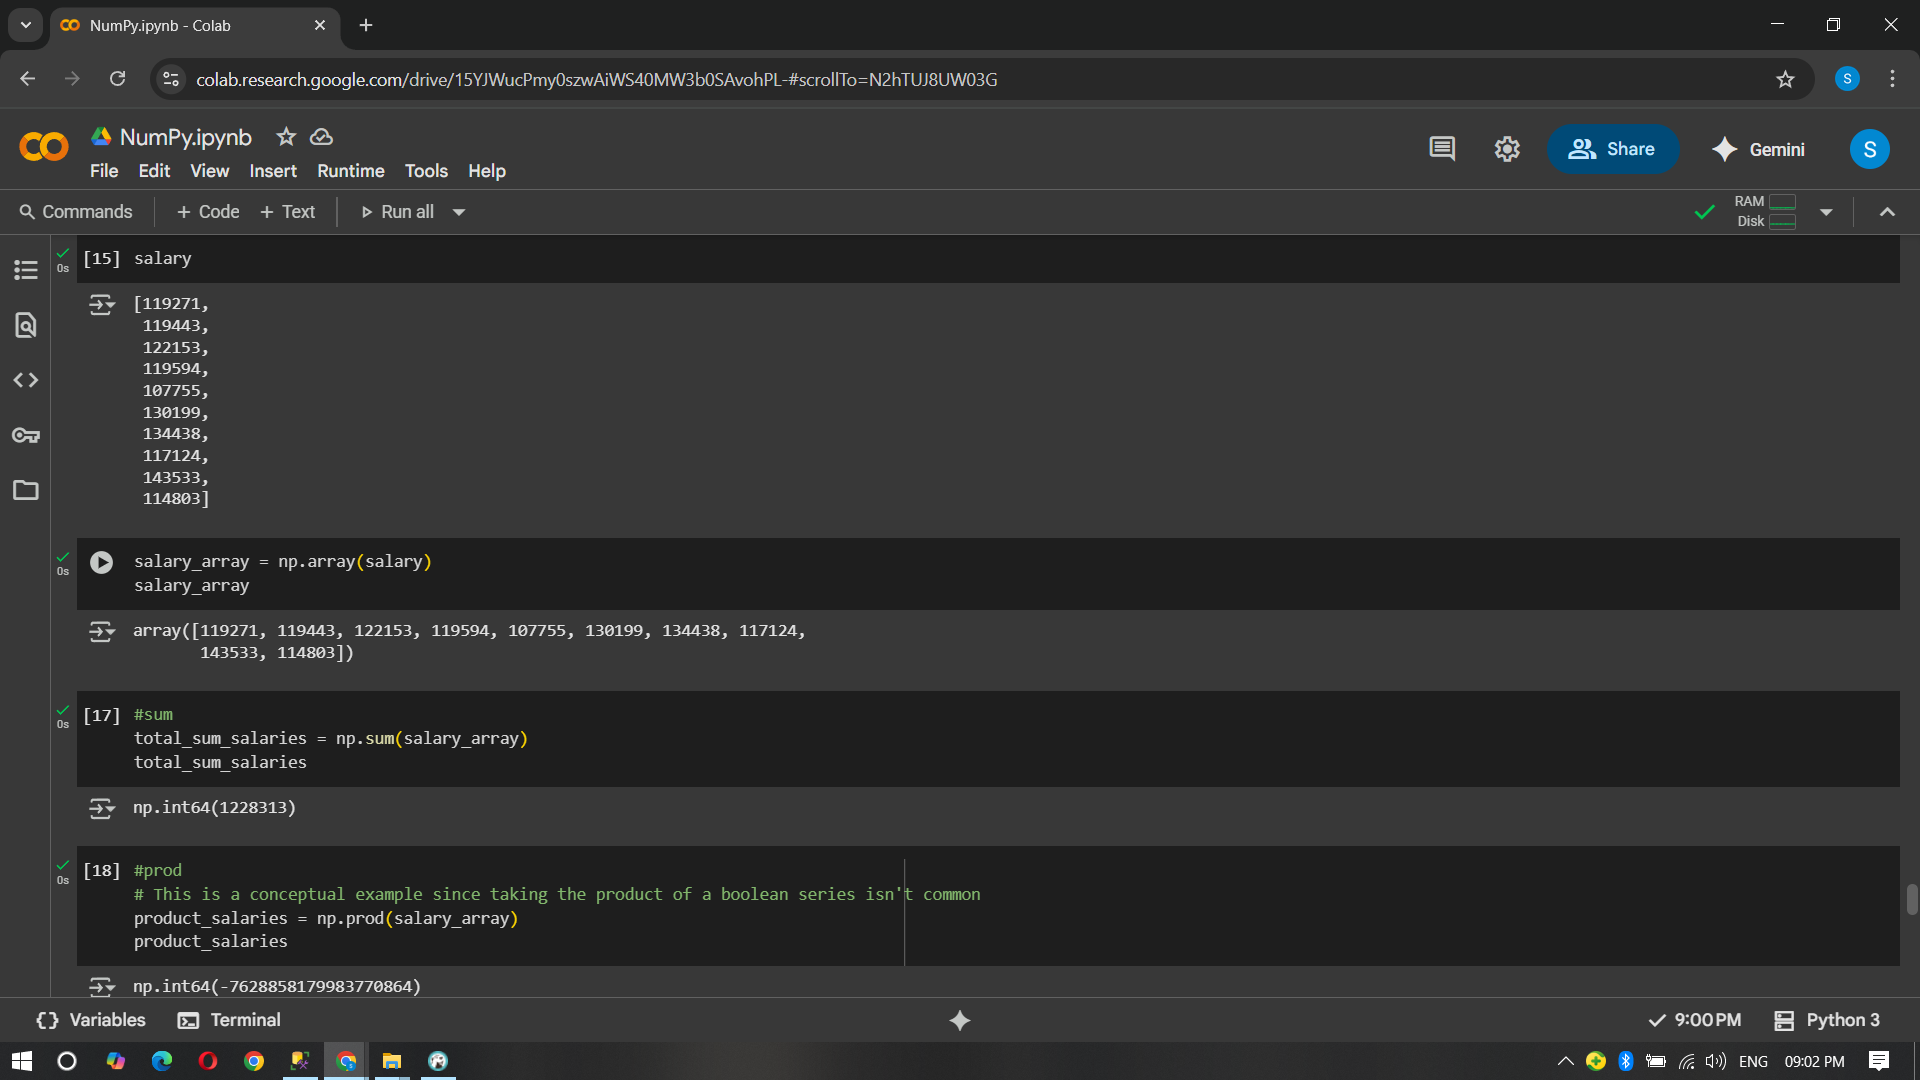 NumPy.ipynb - Colab
colab.research.google.com/drive/15YJWucPmy0szwAiWS40MW3b0SAvohPL-#scrollTo=N2hTUJ8UW03G
S
NumPy.ipynb
File Edit View Insert Runtime Tools Help
Share
Gemini
S
Commands + Code + Text Run all
RAM
Disk
0s
[15] salary
[119271,
119443,
122153,
119594,
107755,
130199,
134438,
117124,
143533,
114803]
0s
salary_array = np.array(salary)
salary_array
array([119271, 119443, 122153, 119594, 107755, 130199, 134438, 117124,
143533, 114803])
0s
[17] #sum
total_sum_salaries = np.sum(salary_array)
total_sum_salaries
np.int64(1228313)
0s
[18] #prod
# This is a conceptual example since taking the product of a boolean series isn't common
product_salaries = np.prod(salary_array)
product_salaries
np.int64(-7628858179983770864)
{} Variables Terminal 9:00 PM Python 3
ENG 09:02 PM